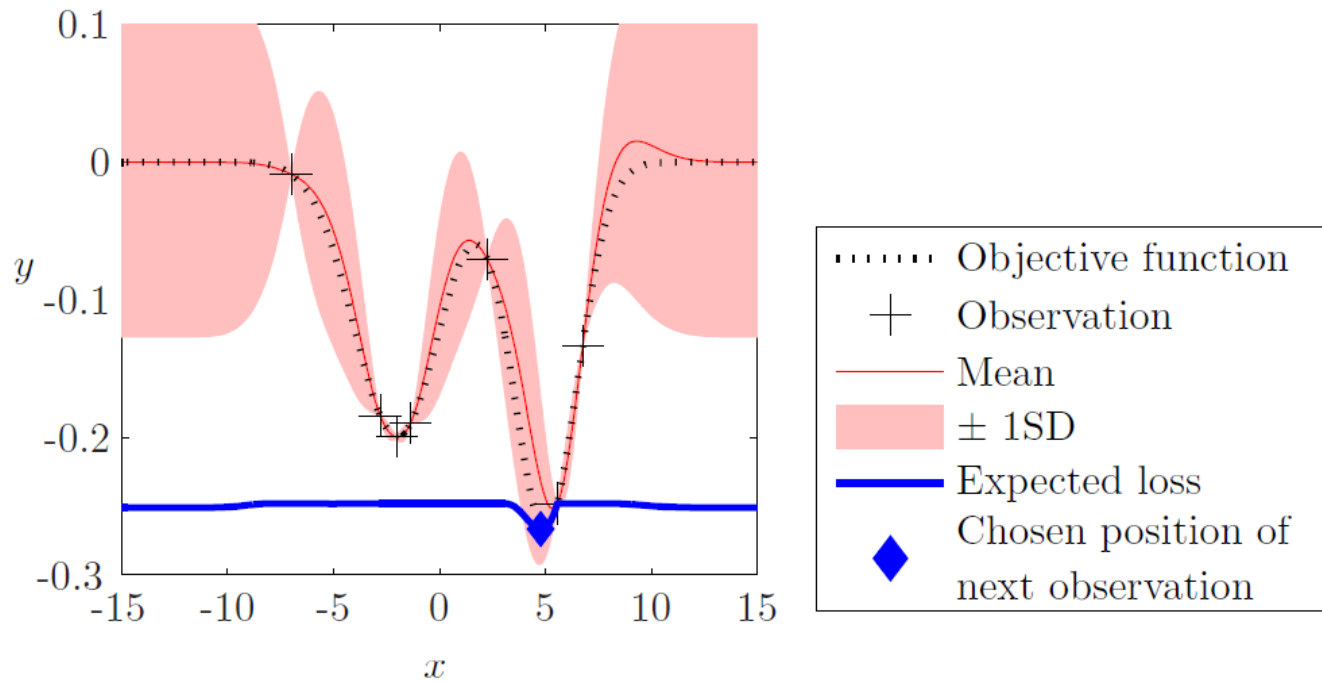 0.1
0
-0.1
-0.2
-0.3
y
-15
-10
-5
0
5
10
15
x
Objective function
Observation
Mean
± 1SD
Expected loss
Chosen position of
next observation